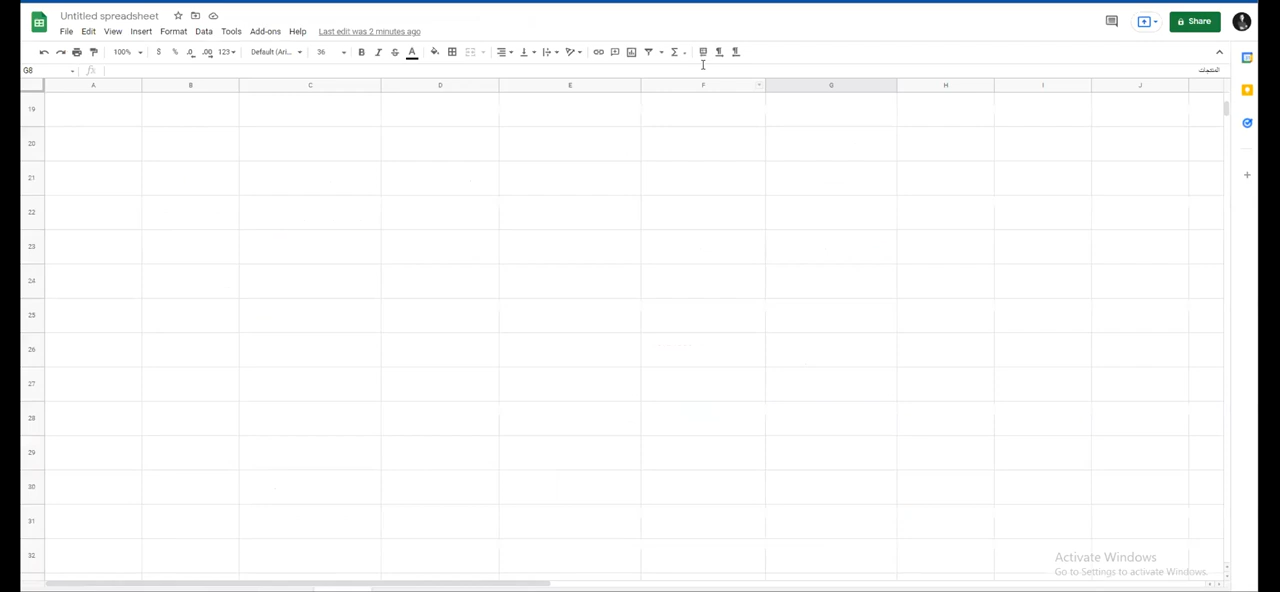 Untitled spreadsheet
File Edit View Insert Format Data Tools Add-ons Help Last edit was 2 minutes ago
Share
100% $ % .0 .00 123 Default (Ari... 36 B I S A
G8 fx المنتجات
A B C D E F G H I J
19
20
21
22
23
24
25
26
27
28
29
30
31
32
Activate Windows
Go to Settings to activate Windows.